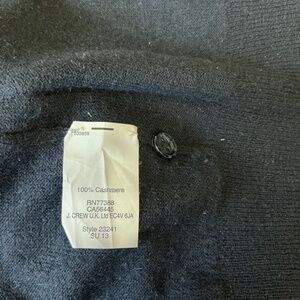 100% Cashmere
RN77388
CA56445
J. CREW U.K. Ltd EC4V 6JA
Style 23241
SU 13